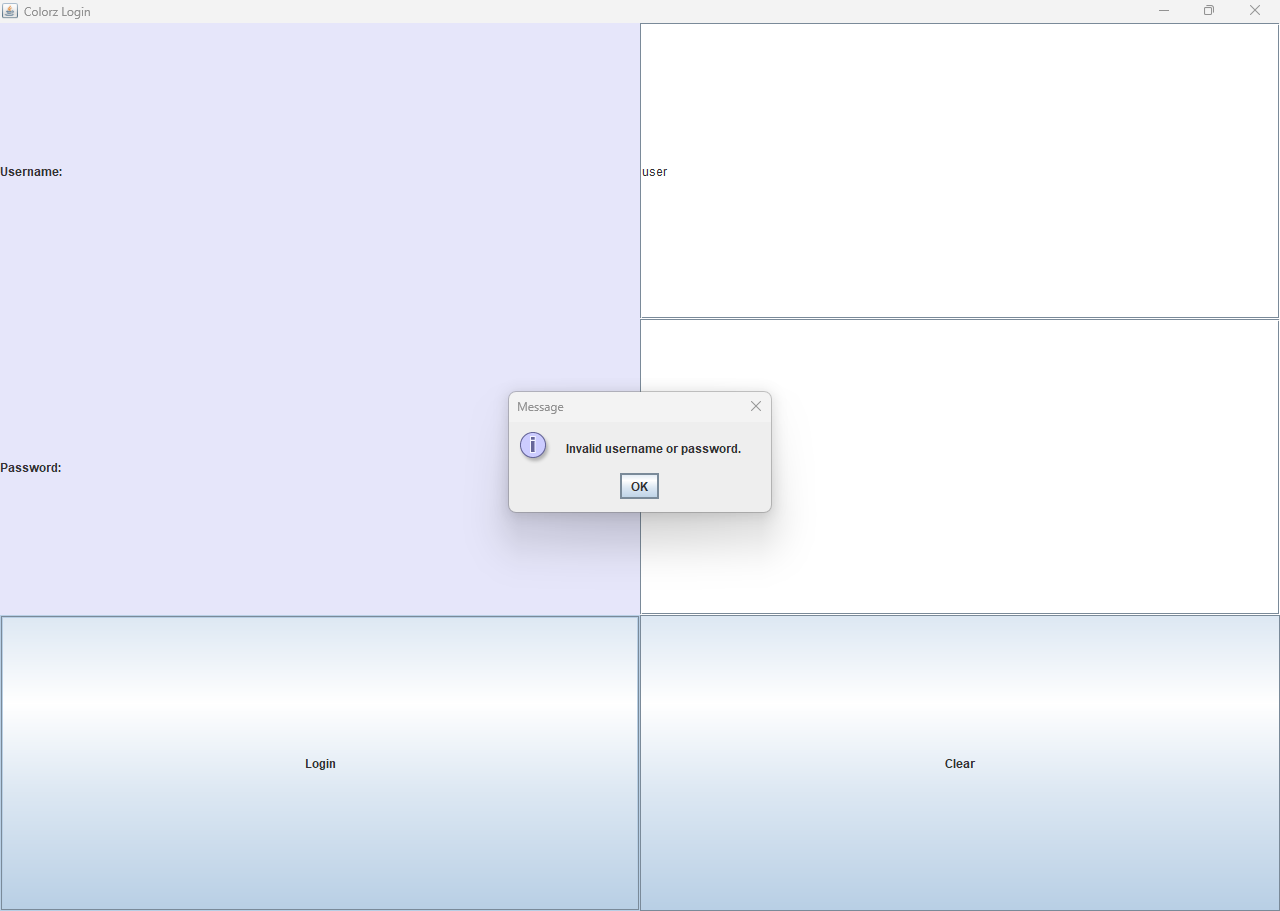 Colorz Login
Username:
user
Password:
Message
Invalid username or password.
OK
Login
Clear